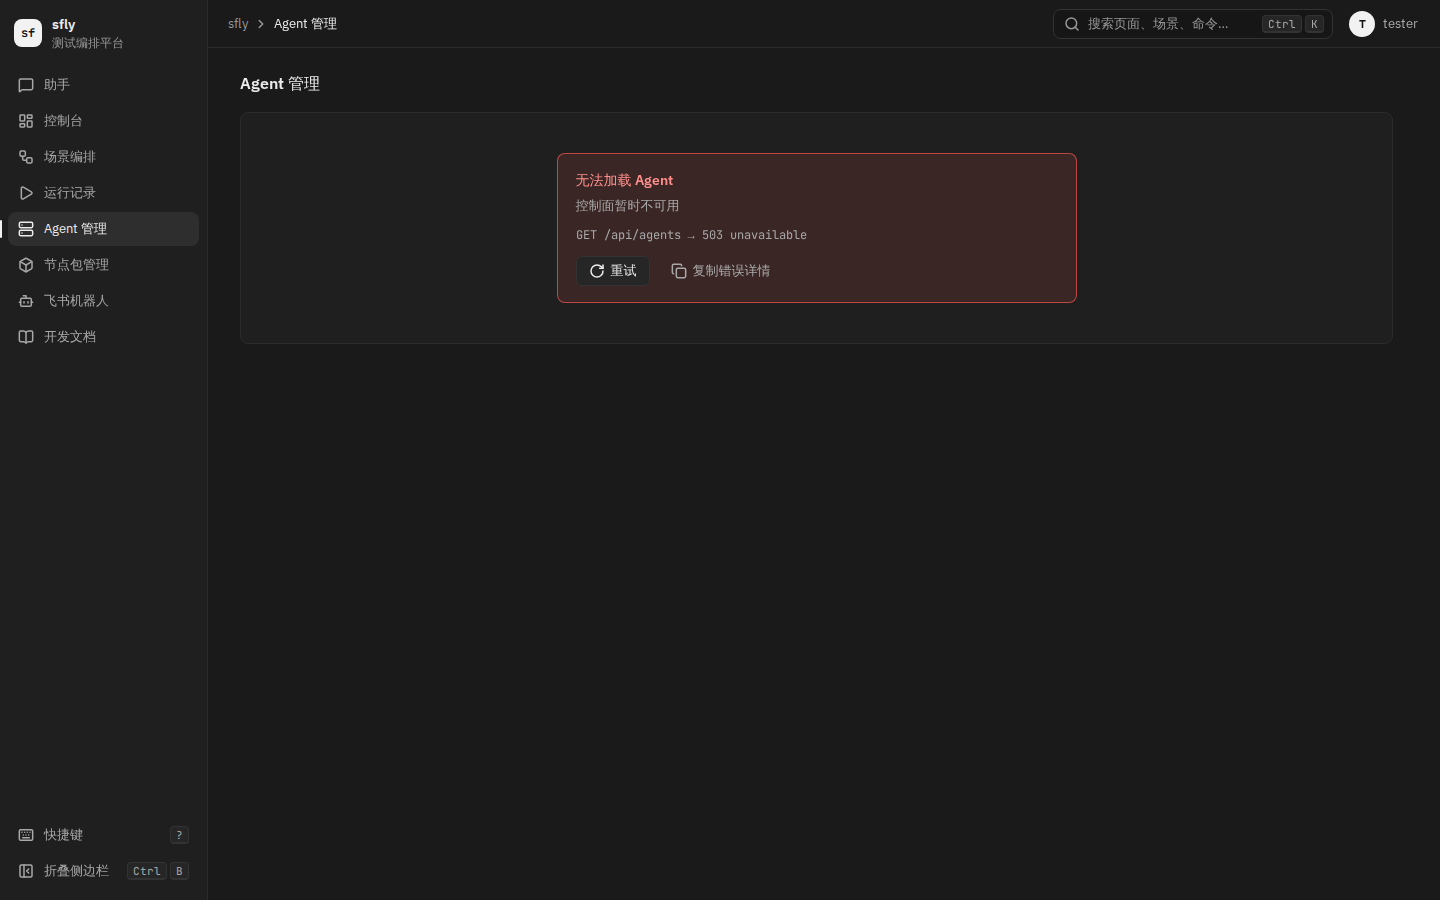 sf
sfly
测试编排平台
助手
控制台
场景编排
运行记录
Agent 管理
节点包管理
飞书机器人
开发文档
快捷键 ?
折叠侧边栏 Ctrl B
sfly > Agent 管理
搜索页面、场景、命令... Ctrl K
T tester
Agent 管理
无法加载 Agent
控制面暂时不可用
GET /api/agents → 503 unavailable
重试 复制错误详情